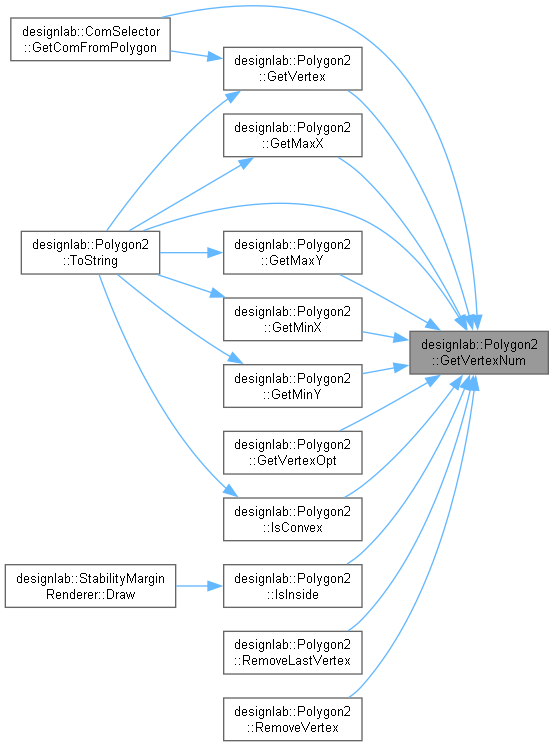 designlab::ComSelector
::GetComFromPolygon
designlab::Polygon2
::GetVertex
designlab::Polygon2
::GetMaxX
designlab::Polygon2
::ToString
designlab::Polygon2
::GetMaxY
designlab::Polygon2
::GetMinX
designlab::Polygon2
::GetVertexNum
designlab::Polygon2
::GetMinY
designlab::Polygon2
::GetVertexOpt
designlab::Polygon2
::IsConvex
designlab::StabilityMargin
Renderer::Draw
designlab::Polygon2
::IsInside
designlab::Polygon2
::RemoveLastVertex
designlab::Polygon2
::RemoveVertex